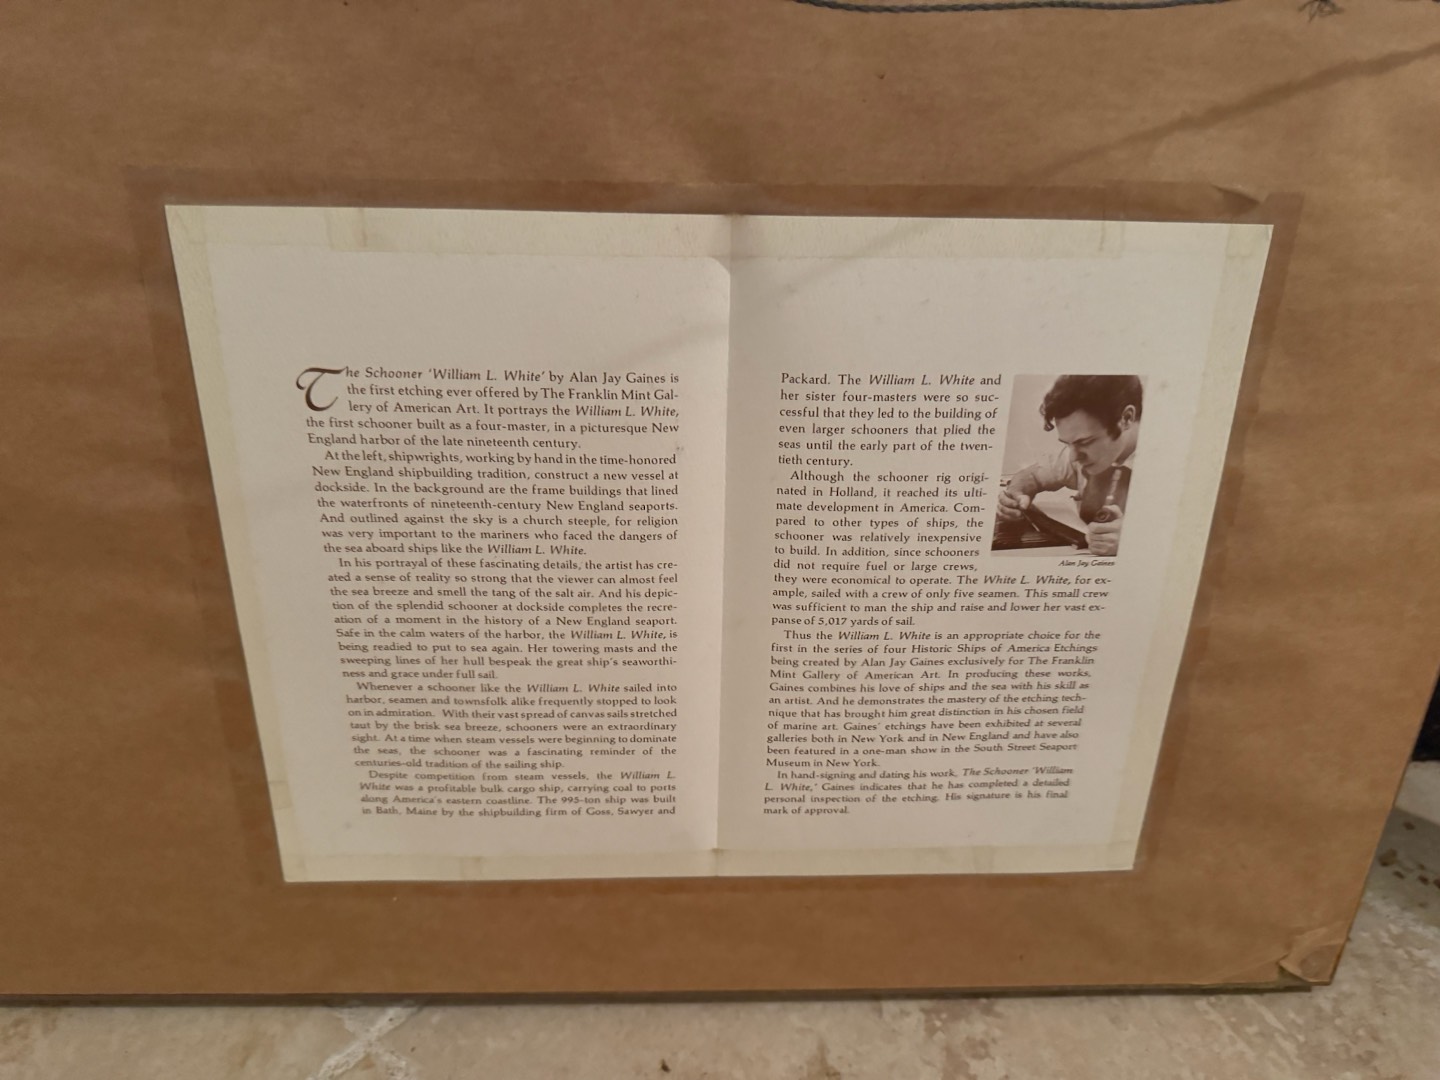 The Schooner 'William L. White' by Alan Jay Gaines is
the first etching ever offered by The Franklin Mint Gal-
lery of American Art. It portrays the William L. White,
the first schooner built as a four-master, in a picturesque New
England harbor of the late nineteenth century.
At the left, shipwrights, working by hand in the time-honored
New England shipbuilding tradition, construct a new vessel at
dockside. In the background are the frame buildings that lined
the waterfronts of nineteenth-century New England seaports.
And outlined against the sky is a church steeple, for religion
was very important to the mariners who faced the dangers of
the sea aboard ships like the William L. White.
In his portrayal of these fascinating details, the artist has cre-
ated a sense of reality so strong that the viewer can almost feel
the sea breeze and smell the tang of the salt air. And his depic-
tion of the splendid schooner at dockside completes the recre-
ation of a moment in the history of a New England seaport.
Safe in the calm waters of the harbor, the William L. White, is
being readied to put to sea again. Her towering masts and the
sweeping lines of her hull bespeak the great ship's seaworthi-
ness and grace under full sail.
Whenever a schooner like the William L. White sailed into
harbor, seamen and townsfolk alike frequently stopped to look
on in admiration. With their vast spread of canvas sails stretched
taut by the brisk sea breeze, schooners were an extraordinary
sight. At a time when steam vessels were beginning to dominate
the seas, the schooner was a fascinating reminder of the
centuries-old tradition of the sailing ship.
Despite competition from steam vessels, the William L.
White was a profitable bulk cargo ship, carrying coal to ports
along America's eastern coastline. The 995-ton ship was built
in Bath, Maine by the shipbuilding firm of Goss, Sawyer and
Packard. The William L. White and
her sister four-masters were so suc-
cessful that they led to the building of
even larger schooners that plied the
seas until the early part of the twen-
tieth century.
Although the schooner rig origi-
nated in Holland, it reached its ulti-
mate development in America. Com-
pared to other types of ships, the
schooner was relatively inexpensive
to build. In addition, since schooners
did not require fuel or large crews,
they were economical to operate. The White L. White, for ex-
ample, sailed with a crew of only five seamen. This small crew
was sufficient to man the ship and raise and lower her vast ex-
panse of 5,017 yards of sail.
Thus the William L. White is an appropriate choice for the
first in the series of four Historic Ships of America Etchings
being created by Alan Jay Gaines exclusively for The Franklin
Mint Gallery of American Art. In producing these works,
Gaines combines his love of ships and the sea with his skill as
an artist. And he demonstrates the mastery of the etching tech-
nique that has brought him great distinction in his chosen field
of marine art. Gaines' etchings have been exhibited at several
galleries both in New York and in New England and have also
been featured in a one-man show in the South Street Seaport
Museum in New York.
In hand-signing and dating his work, The Schooner 'William
L. White,' Gaines indicates that he has completed a detailed
personal inspection of the etching. His signature is his final
mark of approval.
Alan Jay Gaines